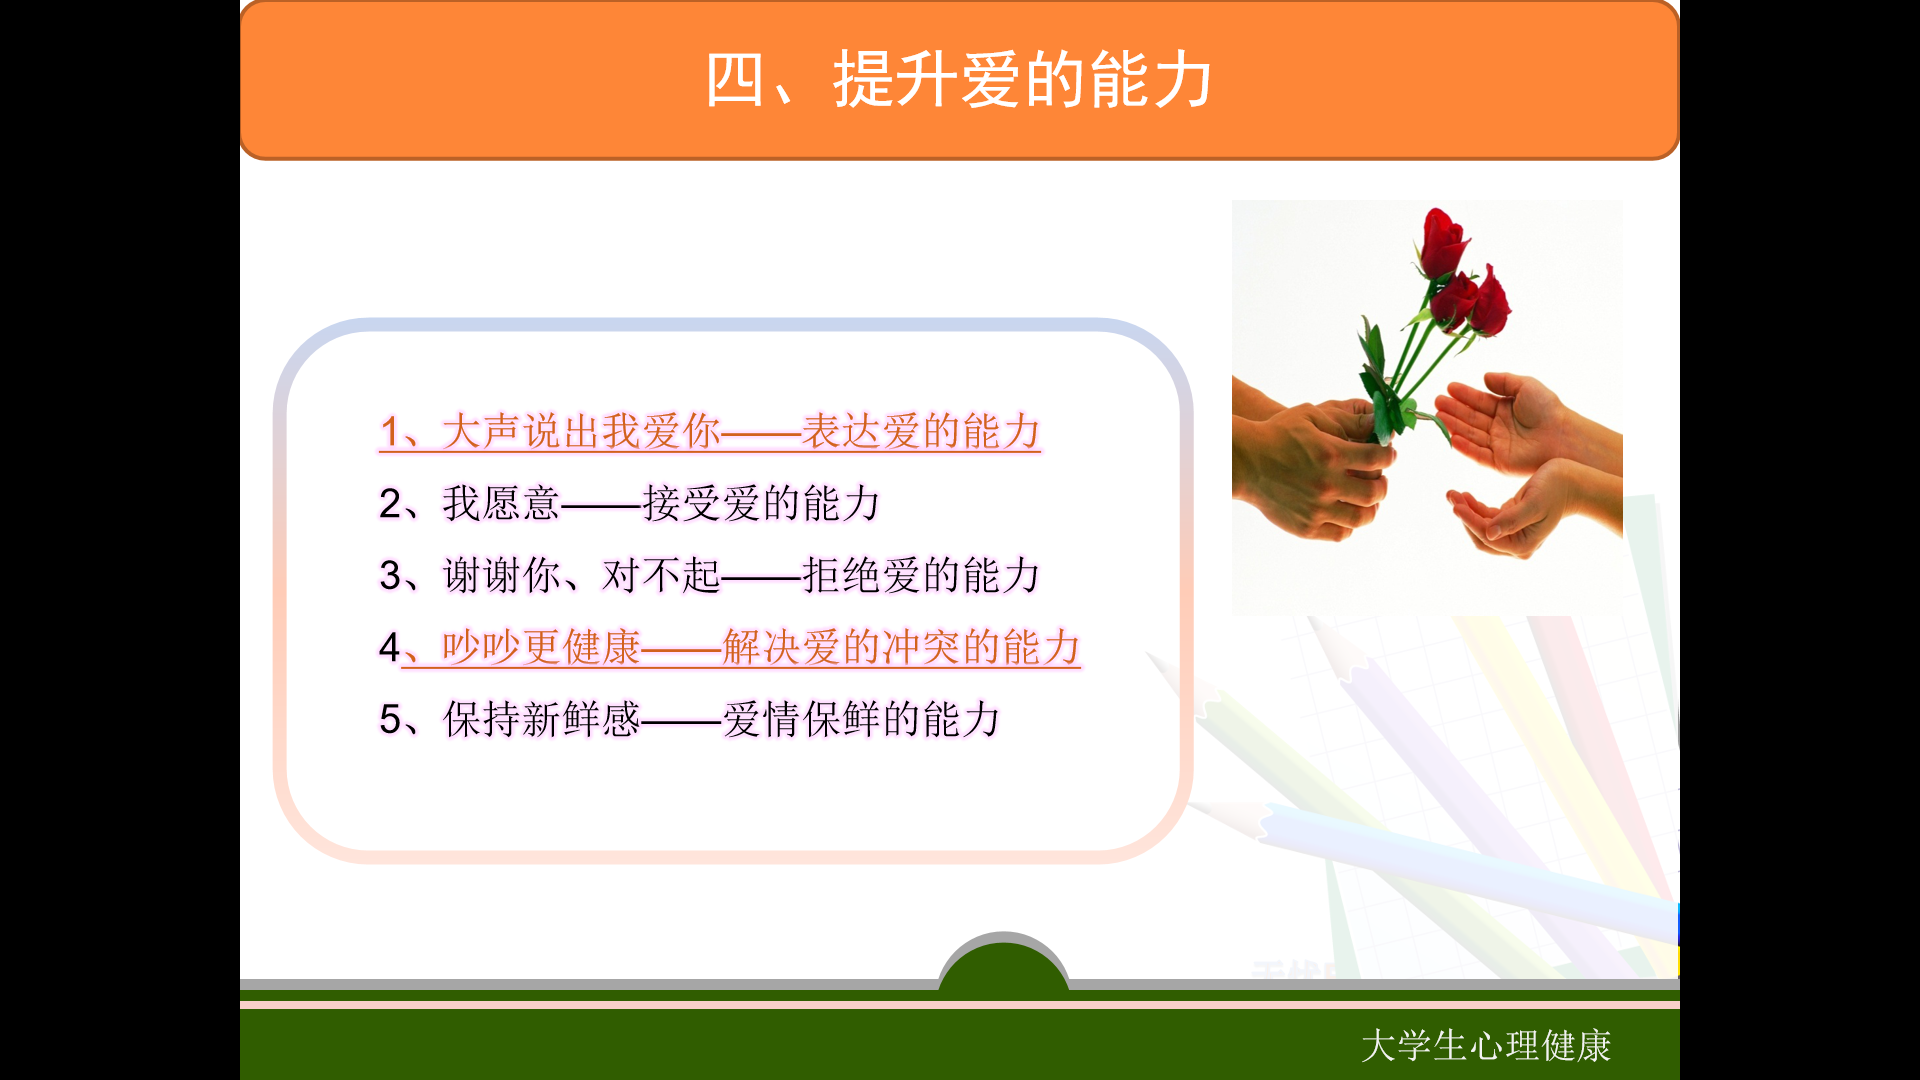 四、提升爱的能力
1、大声说出我爱你——表达爱的能力
2、我愿意——接受爱的能力
3、谢谢你、对不起——拒绝爱的能力
4、吵吵更健康——解决爱的冲突的能力
5、保持新鲜感——爱情保鲜的能力
大学生心理健康